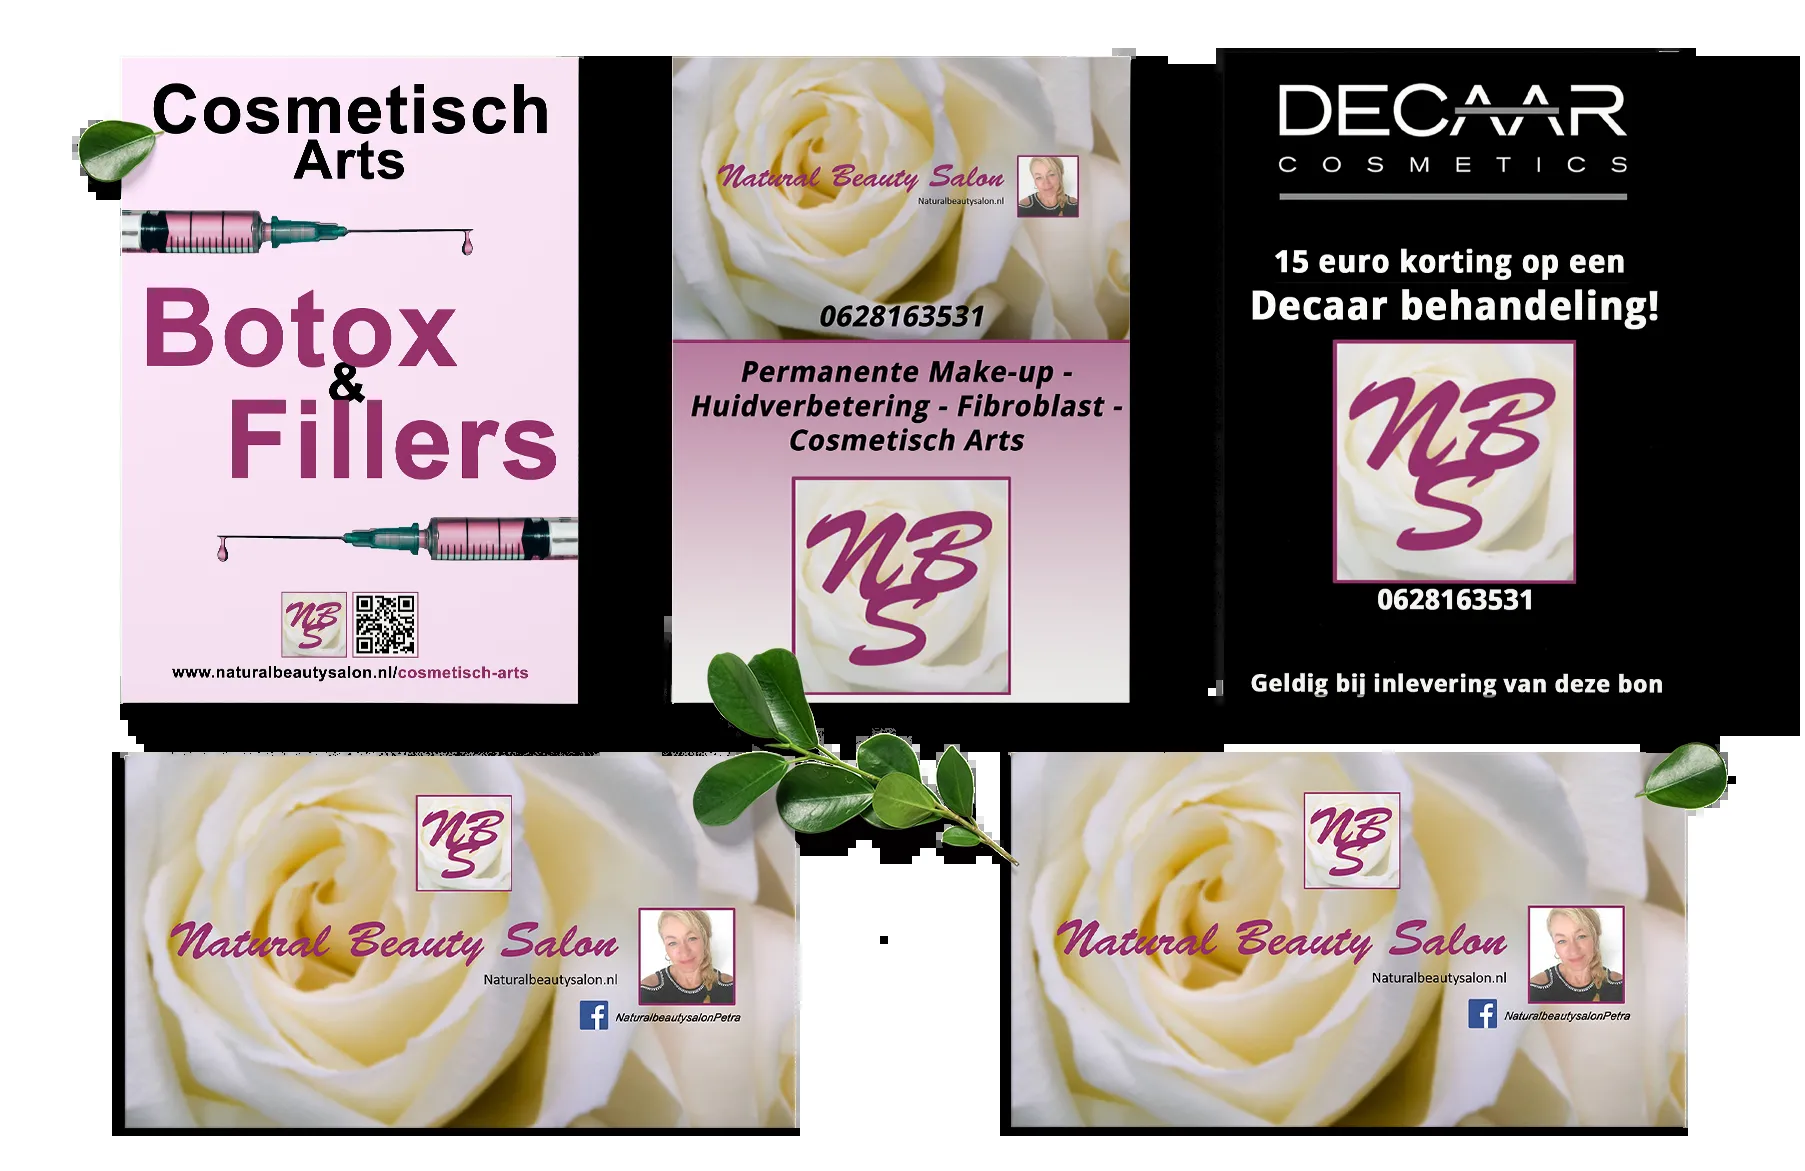 Cosmetisch
Arts
Botox
&
Fillers
NBS
www.naturalbeautysalon.nl/cosmetisch-arts
Natural Beauty Salon
Naturalbeautysalon.nl
0628163531
Permanente Make-up -
Huidverbetering - Fibroblast -
Cosmetisch Arts
NBS
DECAAR
COSMETICS
15 euro korting op een
Decaar behandeling!
NBS
0628163531
Geldig bij inlevering van deze bon
NBS
Natural Beauty Salon
Naturalbeautysalon.nl
NaturalbeautysalonPetra
NBS
Natural Beauty Salon
Naturalbeautysalon.nl
NaturalbeautysalonPetra